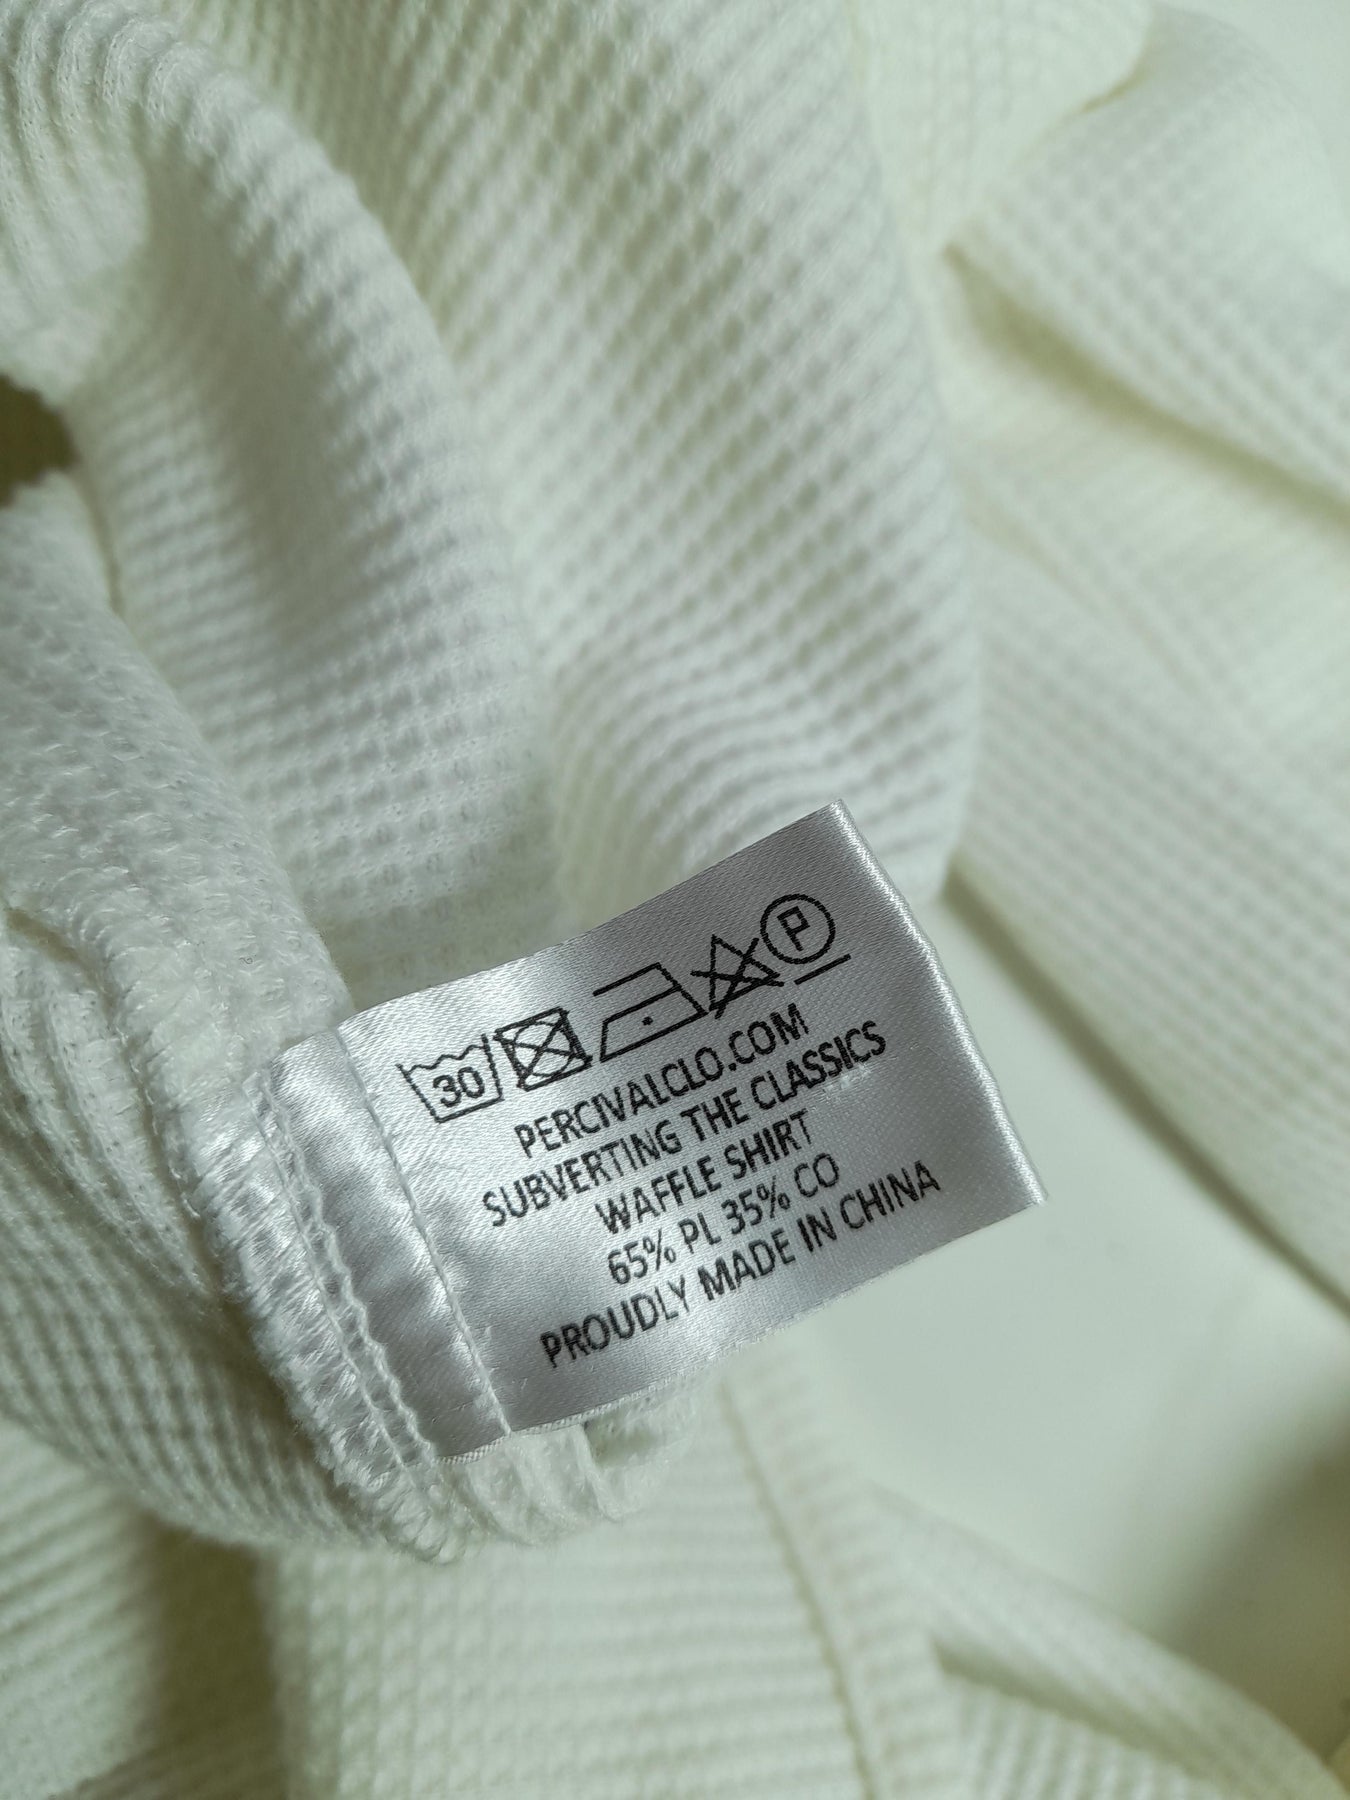 30 P
PERCIVALCLO.COM
SUBVERTING THE CLASSICS
WAFFLE SHIRT
65% PL 35% CO
PROUDLY MADE IN CHINA